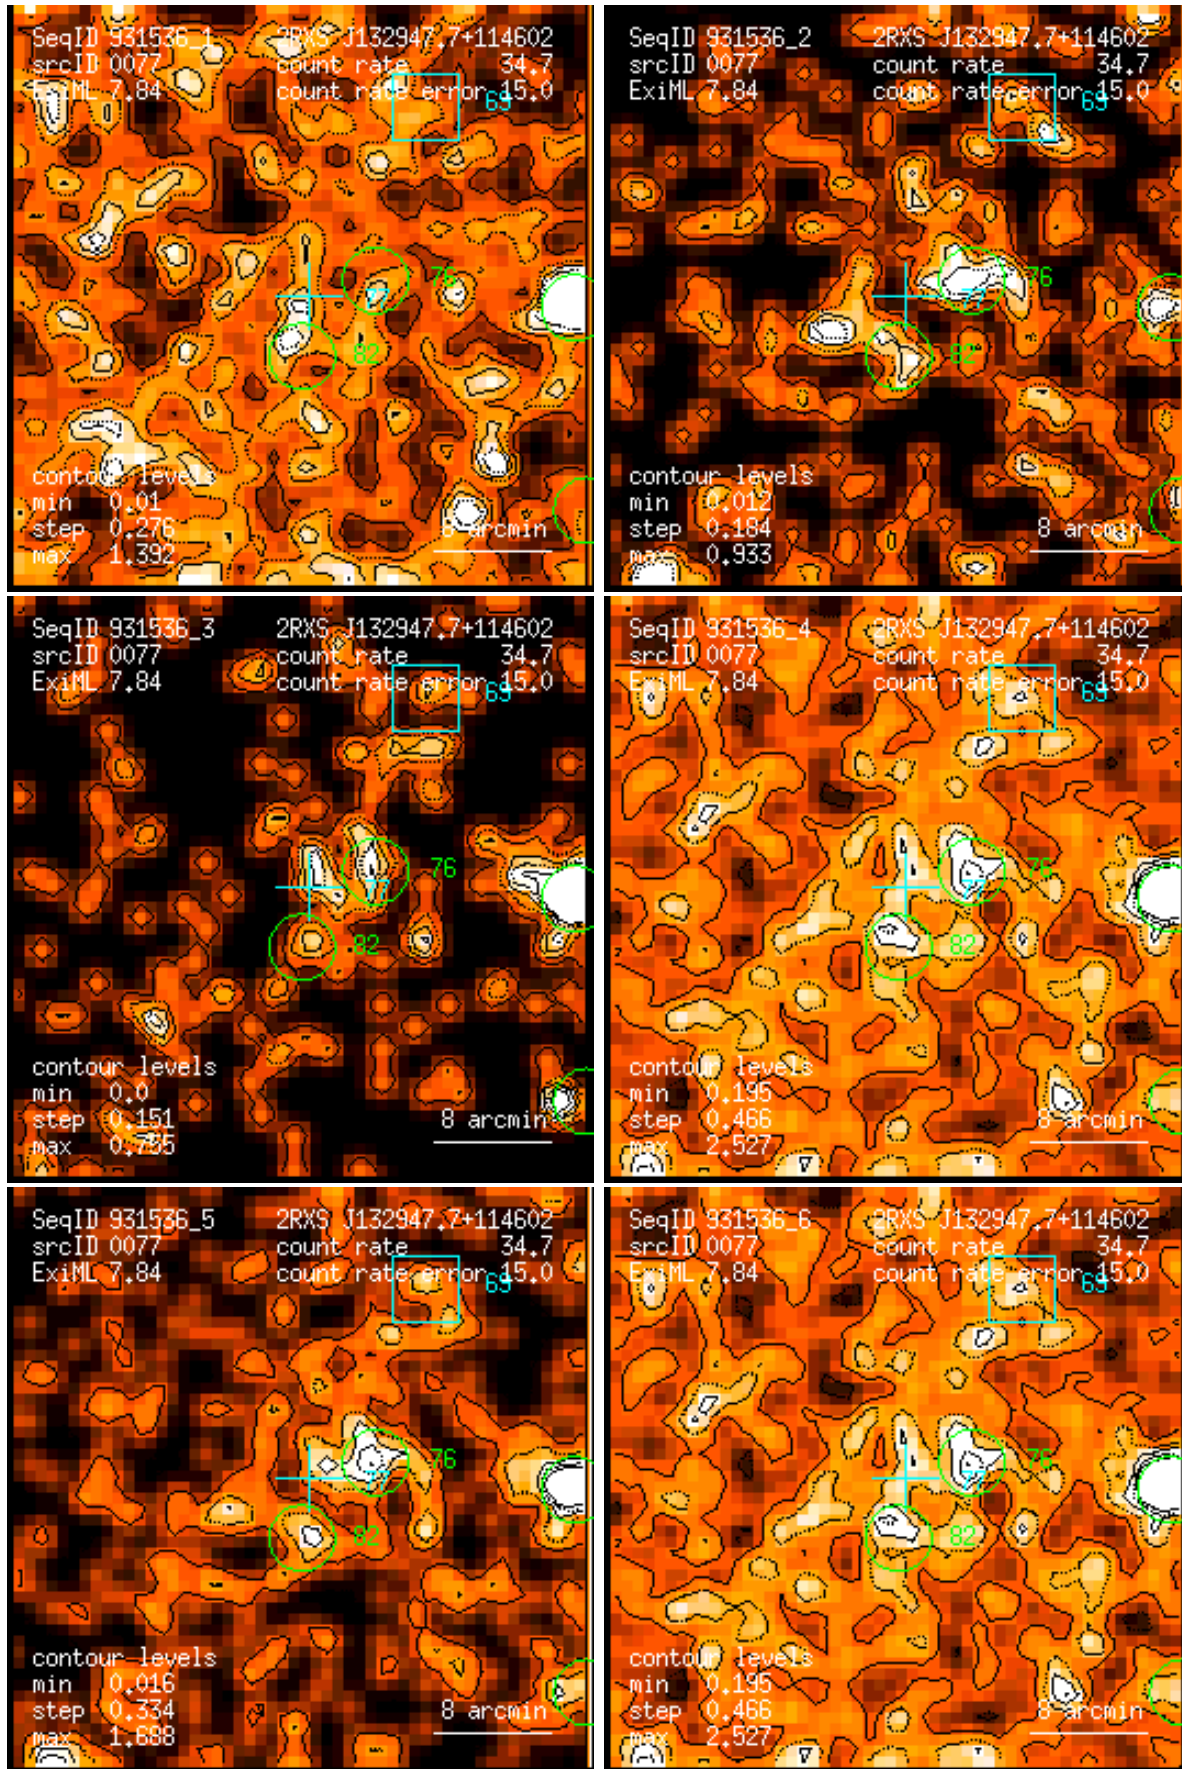 SeqID 931536_1 2RXS J132947.7+114602
srcID 0077 count rate 34.7
ExiML 7.84 count rate error 15.0
69
76
77
82
contour levels
min 0.01
step 0.276
max 1.392
8 arcmin
SeqID 931536_2 2RXS J132947.7+114602
srcID 0077 count rate 34.7
ExiML 7.84 count rate error 15.0
69
76
77
82
contour levels
min 0.012
step 0.184
max 0.933
8 arcmin
SeqID 931536_3 2RXS J132947.7+114602
srcID 0077 count rate 34.7
ExiML 7.84 count rate error 15.0
69
76
77
82
contour levels
min 0.0
step 0.151
max 0.755
8 arcmin
SeqID 931536_4 2RXS J132947.7+114602
srcID 0077 count rate 34.7
ExiML 7.84 count rate error 15.0
69
76
77
82
contour levels
min 0.195
step 0.466
max 2.527
8 arcmin
SeqID 931536_5 2RXS J132947.7+114602
srcID 0077 count rate 34.7
ExiML 7.84 count rate error 15.0
69
76
77
82
contour levels
min 0.016
step 0.334
max 1.688
8 arcmin
SeqID 931536_6 2RXS J132947.7+114602
srcID 0077 count rate 34.7
ExiML 7.84 count rate error 15.0
69
76
77
82
contour levels
min 0.195
step 0.466
max 2.527
8 arcmin